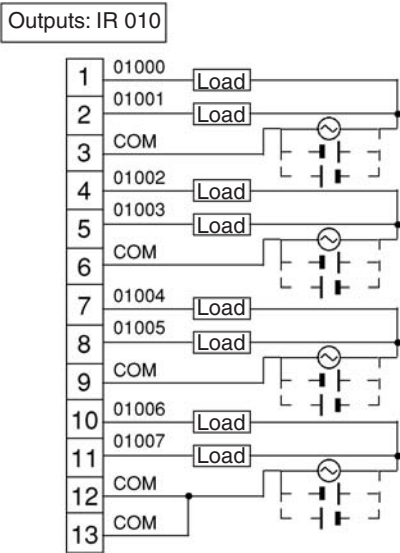 Outputs: IR 010
1 01000 Load
2 01001 Load
3 COM
4 01002 Load
5 01003 Load
6 COM
7 01004 Load
8 01005 Load
9 COM
10 01006 Load
11 01007 Load
12 COM
13 COM